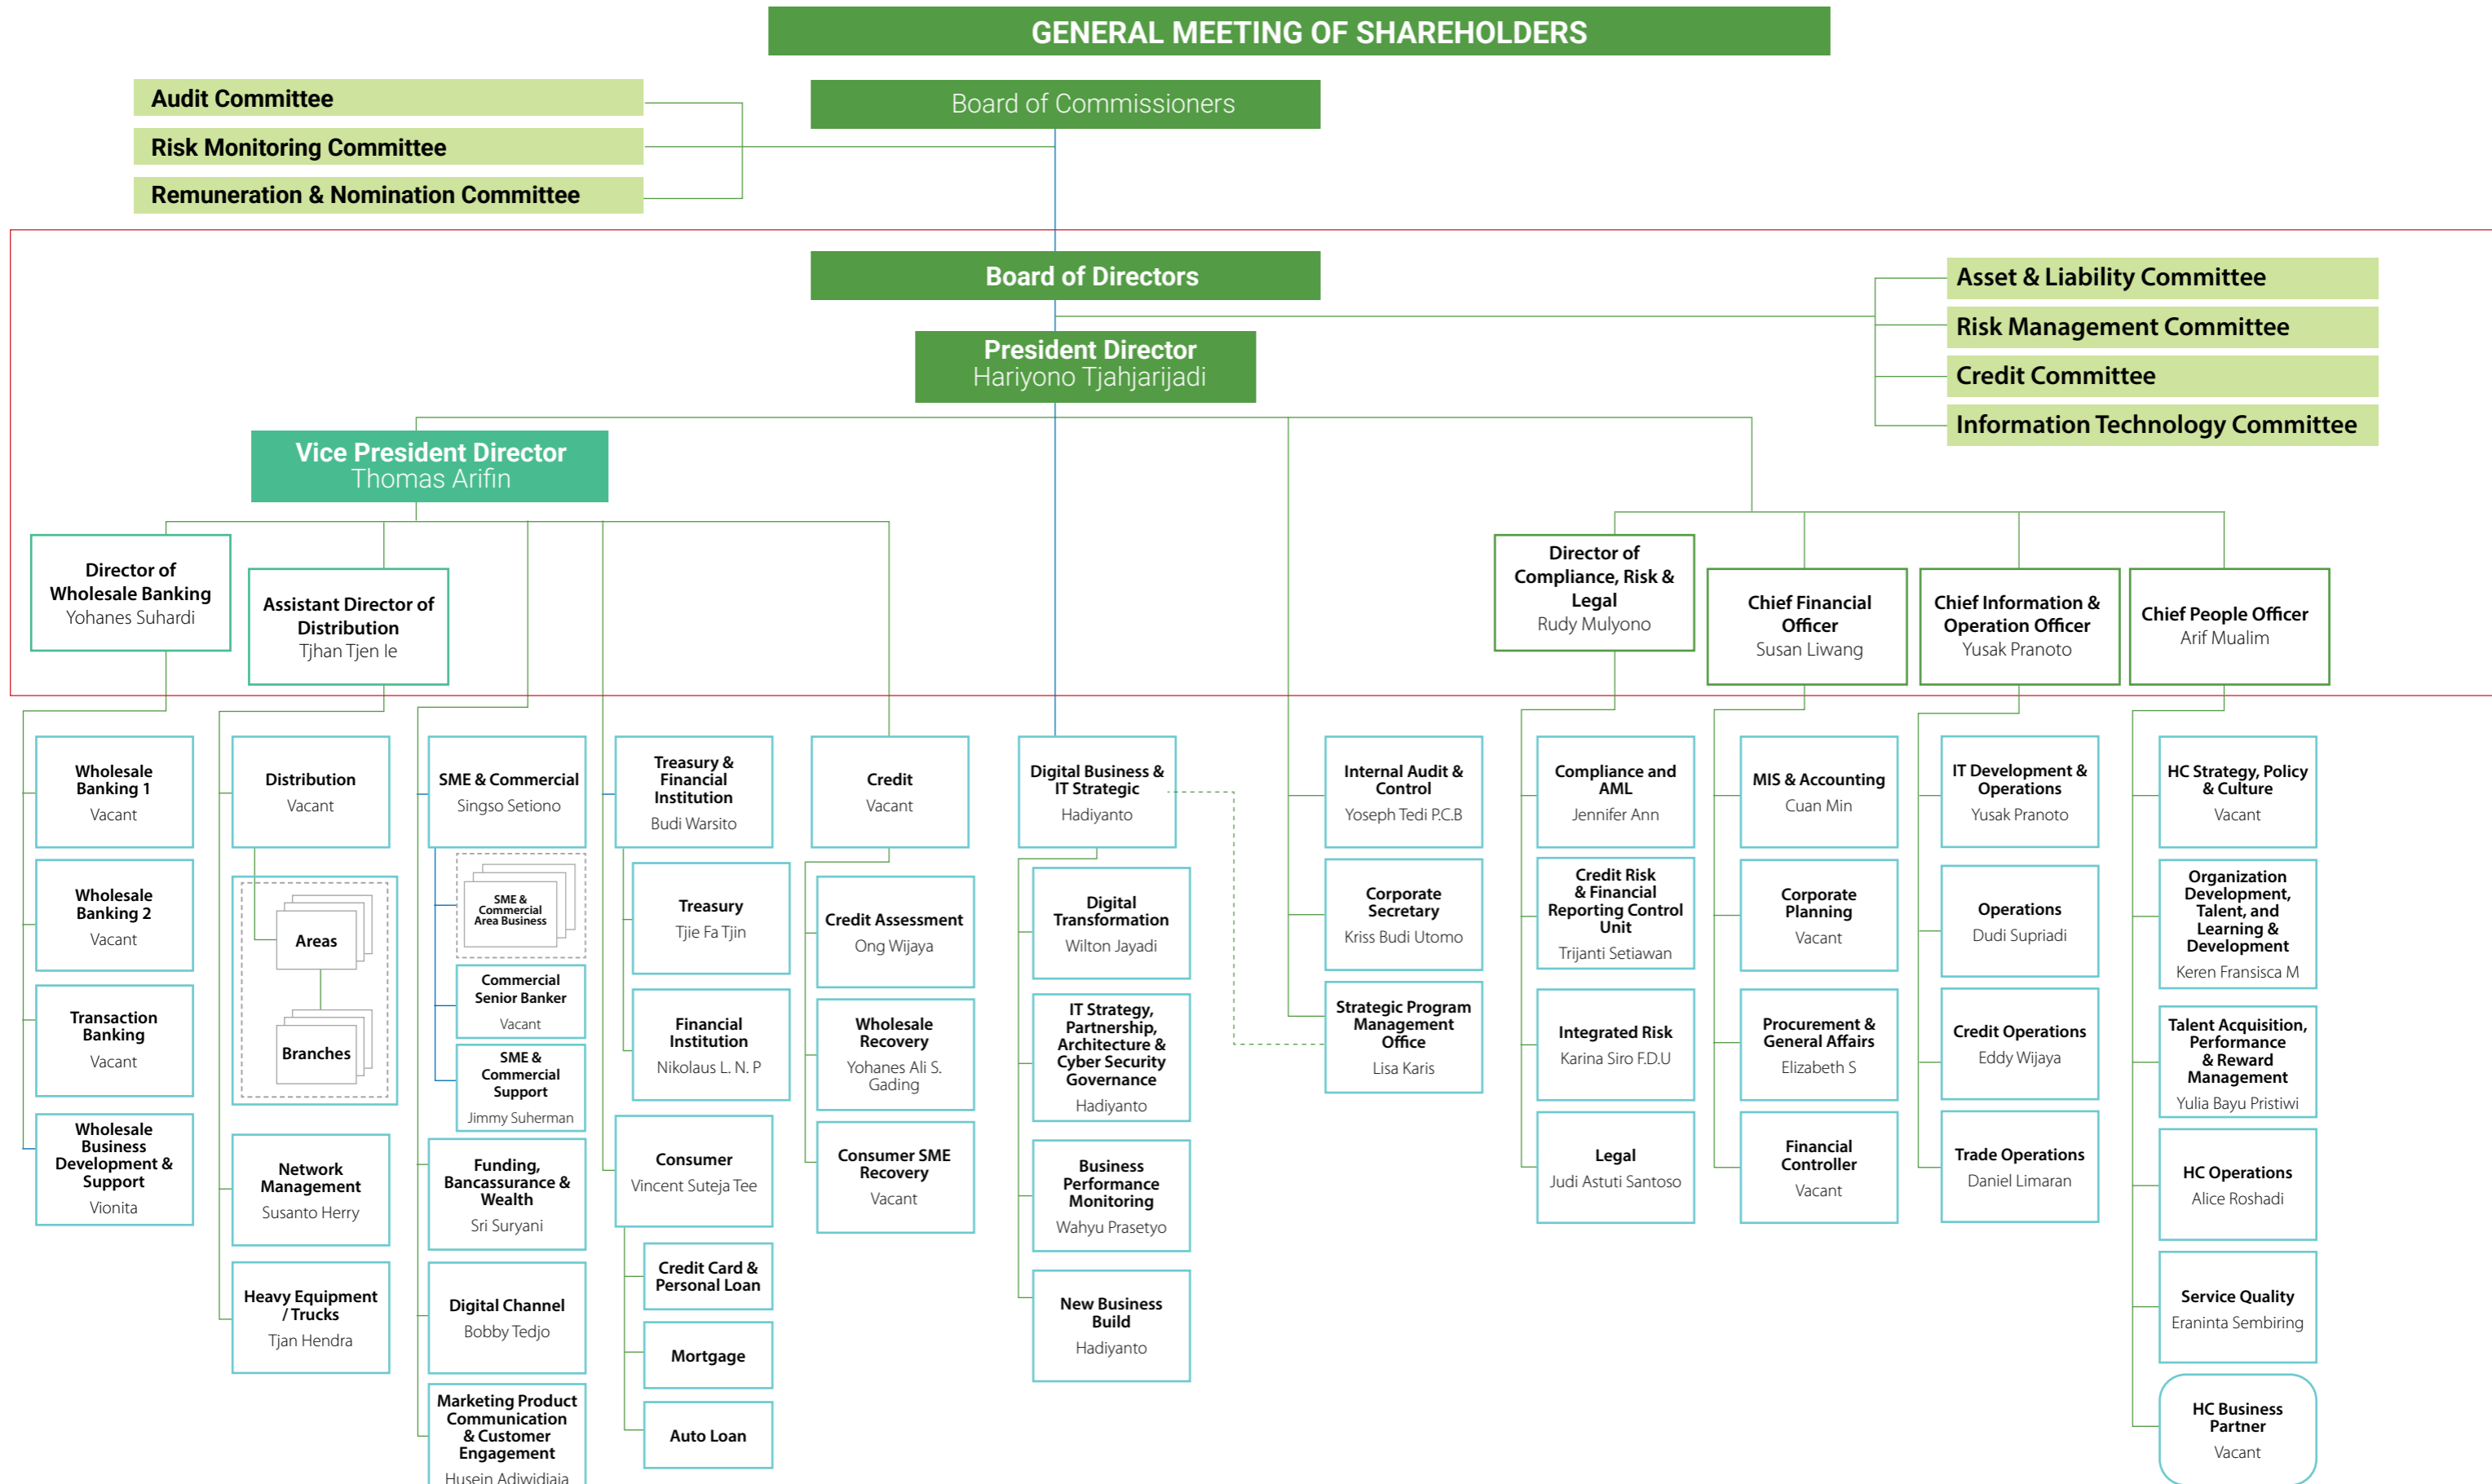 GENERAL MEETING OF SHAREHOLDERS
Audit Committee
Risk Monitoring Committee
Remuneration & Nomination Committee
Board of Commissioners
Board of Directors
President Director
Hariyono Tjahjarijadi
Asset & Liability Committee
Risk Management Committee
Credit Committee
Information Technology Committee
Vice President Director
Thomas Arifin
Director of
Wholesale Banking
Yohanes Suhardi
Assistant Director of
Distribution
Tjhan Tjen Ie
Director of
Compliance, Risk &
Legal
Rudy Mulyono
Chief Financial
Officer
Susan Liwang
Chief Information &
Operation Officer
Yusak Pranoto
Chief People Officer
Arif Mualim
Wholesale
Banking 1
Vacant
Wholesale
Banking 2
Vacant
Transaction
Banking
Vacant
Wholesale
Business
Development &
Support
Vionita
Distribution
Vacant
Areas
Branches
Network
Management
Susanto Herry
Heavy Equipment
/ Trucks
Tjan Hendra
SME & Commercial
Singso Setiono
SME &
Commercial
Area Business
Commercial
Senior Banker
Vacant
SME &
Commercial
Support
Jimmy Suherman
Funding,
Bancassurance &
Wealth
Sri Suryani
Digital Channel
Bobby Tedjo
Marketing Product
Communication
& Customer
Engagement
Husein Adiwidjaja
Treasury &
Financial
Institution
Budi Warsito
Treasury
Tjie Fa Tjin
Financial
Institution
Nikolaus L. N. P
Consumer
Vincent Suteja Tee
Credit Card &
Personal Loan
Mortgage
Auto Loan
Credit
Vacant
Credit Assessment
Ong Wijaya
Wholesale
Recovery
Yohanes Ali S.
Gading
Consumer SME
Recovery
Vacant
Digital Business &
IT Strategic
Hadiyanto
Digital
Transformation
Wilton Jayadi
IT Strategy,
Partnership,
Architecture &
Cyber Security
Governance
Hadiyanto
Business
Performance
Monitoring
Wahyu Prasetyo
New Business
Build
Hadiyanto
Internal Audit &
Control
Yoseph Tedi P.C.B
Corporate
Secretary
Kriss Budi Utomo
Strategic Program
Management
Office
Lisa Karis
Compliance and
AML
Jennifer Ann
Credit Risk
& Financial
Reporting Control
Unit
Trijanti Setiawan
Integrated Risk
Karina Siro F.D.U
Legal
Judi Astuti Santoso
MIS & Accounting
Cuan Min
Corporate
Planning
Vacant
Procurement &
General Affairs
Elizabeth S
Financial
Controller
Vacant
IT Development &
Operations
Yusak Pranoto
Operations
Dudi Supriadi
Credit Operations
Eddy Wijaya
Trade Operations
Daniel Limaran
HC Strategy, Policy
& Culture
Vacant
Organization
Development,
Talent, and
Learning &
Development
Keren Fransisca M
Talent Acquisition,
Performance
& Reward
Management
Yulia Bayu Pristiwi
HC Operations
Alice Roshadi
Service Quality
Eraninta Sembiring
HC Business
Partner
Vacant